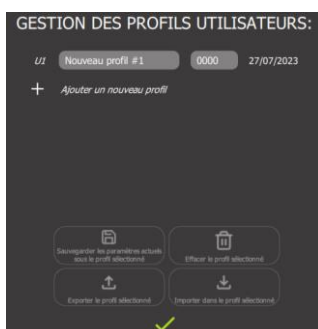 GESTION DES PROFILS UTILISATEURS:
U1 Nouveau profil #1 0000 27/07/2023
Ajouter un nouveau profil
Sauvegarder les paramètres actuels
sous le profil sélectionné
Effacer le profil sélectionné
Exporter le profil sélectionné
Importer dans le profil sélectionné